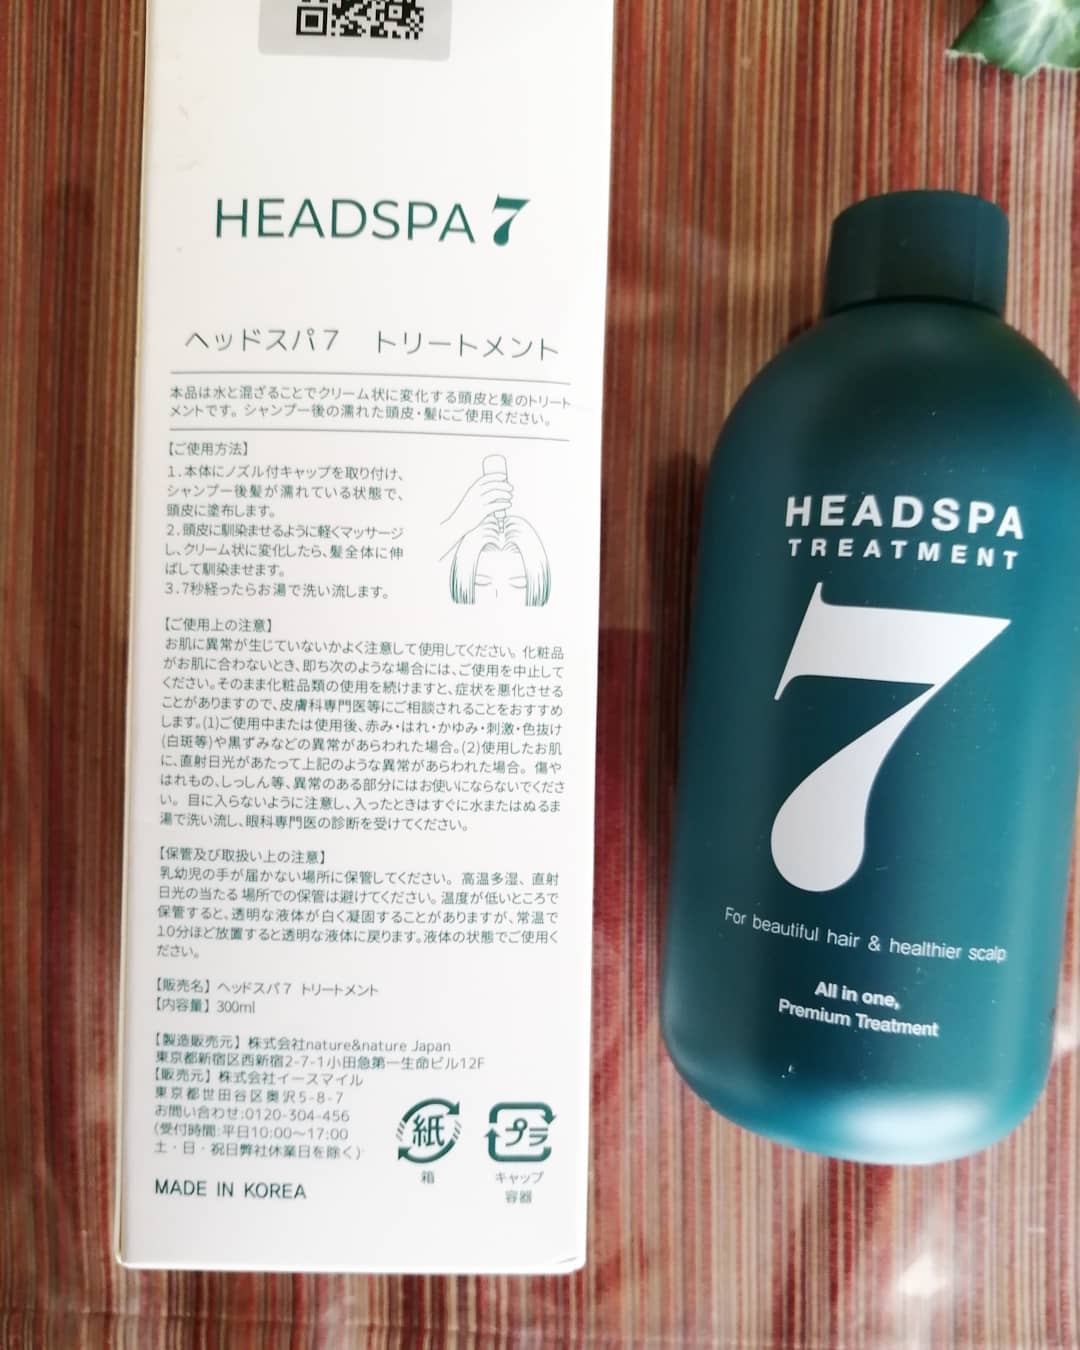 HEADSPA 7
ヘッドスパ7 トリートメント
本品は水と混ざることでクリーム状に変化する頭皮と髪のトリート
メントです。シャンプー後の濡れた頭皮・髪にご使用ください。
【ご使用方法】
1.本体にノズル付キャップを取り付け、
シャンプー後髪が濡れている状態で、
頭皮に塗布します。
2.頭皮に馴染ませるように軽くマッサージ
し、クリーム状に変化したら、髪全体に伸
ばして馴染ませます。
3.7秒経ったらお湯で洗い流します。
【ご使用上の注意】
お肌に異常が生じていないかよく注意して使用してください。化粧品
がお肌に合わないとき、即ち次のような場合には、ご使用を中止して
ください。そのまま化粧品類の使用を続けますと、症状を悪化させる
ことがありますので、皮膚科専門医等にご相談されることをおすすめ
します。(1)ご使用中または使用後、赤み・はれ・かゆみ・刺激・色抜け
(白斑等)や黒ずみなどの異常があらわれた場合。(2)使用したお肌
に、直射日光があたって上記のような異常があらわれた場合。傷や
はれもの、しっしん等、異常のある部分にはお使いにならないでくださ
い。目に入らないように注意し、入ったときはすぐに水またはぬるま
湯で洗い流し、眼科専門医の診断を受けてください。
【保管及び取扱い上の注意】
乳幼児の手が届かない場所に保管してください。高温多湿、直射
日光の当たる場所での保管は避けてください。温度が低いところで
保管すると、透明な液体が白く凝固することがありますが、常温で
10分ほど放置すると透明な液体に戻ります。液体の状態でご使用く
ださい。
【販売名】ヘッドスパ7 トリートメント
【内容量】300ml
【製造販売元】株式会社nature&nature Japan
東京都新宿区西新宿2-7-1小田急第一生命ビル12F
【販売元】株式会社イースマイル
東京都世田谷区奥沢5-8-7
お問い合わせ:0120-304-456
(受付時間:平日10:00〜17:00
土・日・祝日弊社休業日を除く)
MADE IN KOREA
紙
箱
プラ
キャップ
容器
HEADSPA
TREATMENT
7
For beautiful hair & healthier scalp
All in one,
Premium Treatment